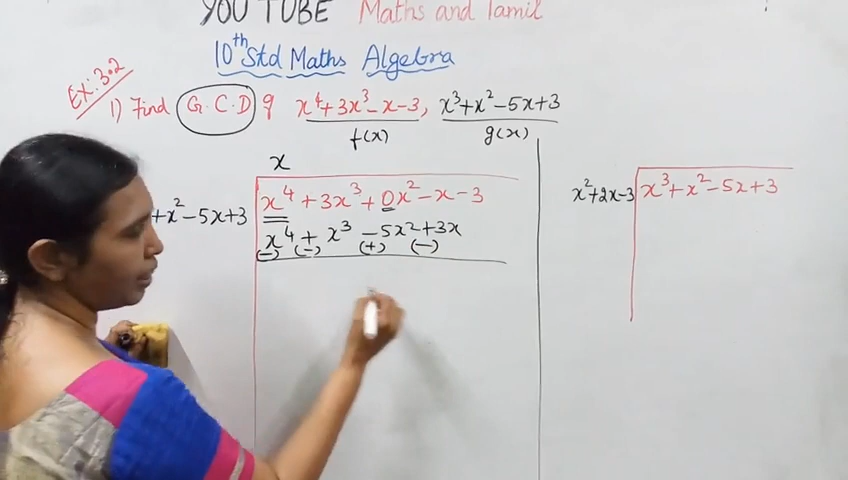 YOU TUBE Maths and Tamil
10th Std Maths Algebra
Ex: 3.2
1) Find G.C.D of x⁴+3x³-x-3, x³+x²-5x+3
f(x) g(x)
x
+x²-5x+3 x⁴+3x³+0x²-x-3
x⁴+x³-5x²+3x
(-) (-) (+) (-)
x²+2x-3 x³+x²-5x+3